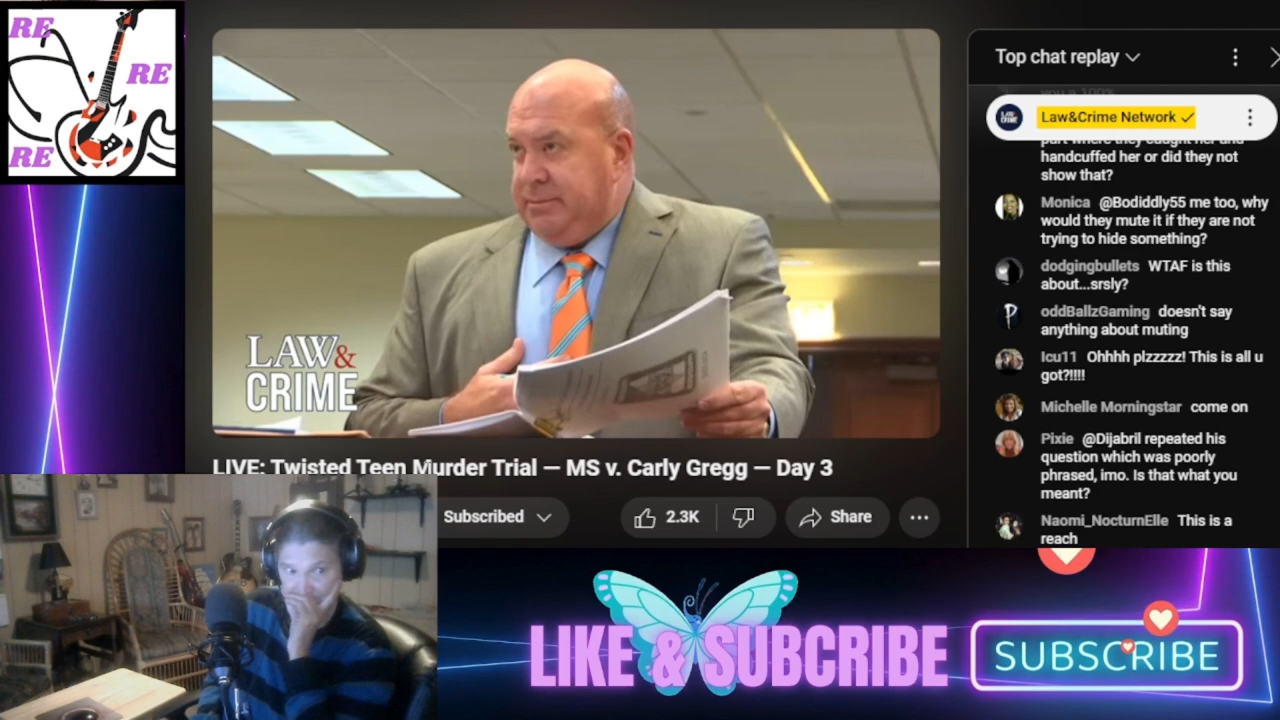 RE
RE
RE
LAW&
CRIME
LIVE: Twisted Teen Murder Trial — MS v. Carly Gregg — Day 3
Subscribed
2.3K
Share
Top chat replay
you a 100%
Law&Crime Network
part where they caught her and
handcuffed her or did they not
show that?
Monica @Bodiddly55 me too, why
would they mute it if they are not
trying to hide something?
dodgingbullets WTAF is this
about...srsly?
oddBallzGaming doesn't say
anything about muting
Icu11 Ohhhh plzzzzz! This is all u
got?!!!!
Michelle Morningstar come on
Pixie @Dijabril repeated his
question which was poorly
phrased, imo. Is that what you
meant?
Naomi_NocturnElle This is a
reach
LIKE & SUBCRIBE
SUBSCRIBE